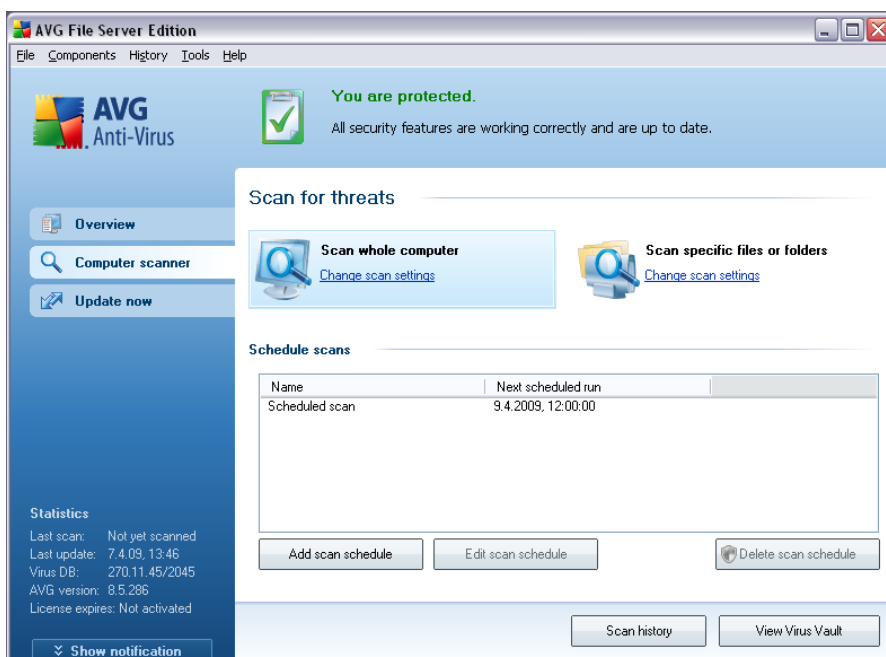 AVG File Server Edition
File Components History Tools Help
AVG
Anti-Virus
You are protected.
All security features are working correctly and are up to date.
Overview
Computer scanner
Update now
Scan for threats
Scan whole computer
Change scan settings
Scan specific files or folders
Change scan settings
Schedule scans
Name Next scheduled run
Scheduled scan 9.4.2009, 12:00:00
Add scan schedule Edit scan schedule Delete scan schedule
Statistics
Last scan: Not yet scanned
Last update: 7.4.09, 13:46
Virus DB: 270.11.45/2045
AVG version: 8.5.286
License expires: Not activated
Show notification
Scan history View Virus Vault